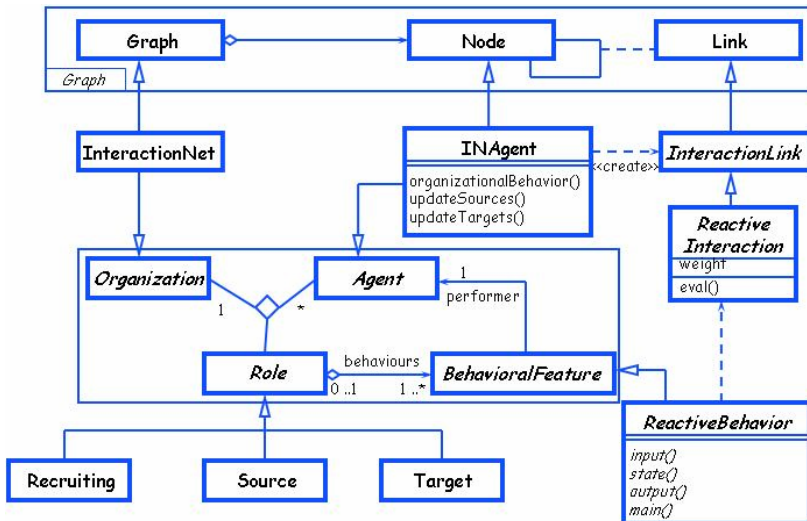 Graph
Node
Link
Graph
InteractionNet
INAgent
organizationalBehavior()
updateSources()
updateTargets()
<<create>>
InteractionLink
Reactive
Interaction
weight
eval()
Organization
Agent
1
*
1
performer
Role
behaviours
0 ..1
1 ..*
BehavioralFeature
ReactiveBehavior
input()
state()
output()
main()
Recruiting
Source
Target